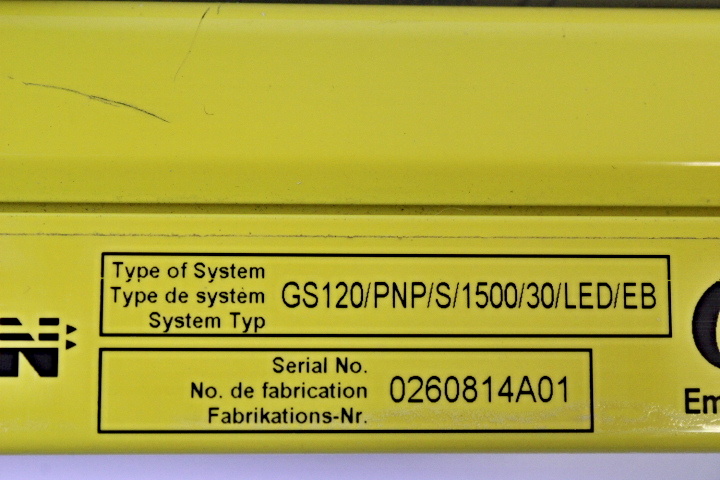 Type of System
Type de systèm
System Typ
GS120/PNP/S/1500/30/LED/EB
Serial No.
No. de fabrication
Fabrikations-Nr.
0260814A01
N
Em